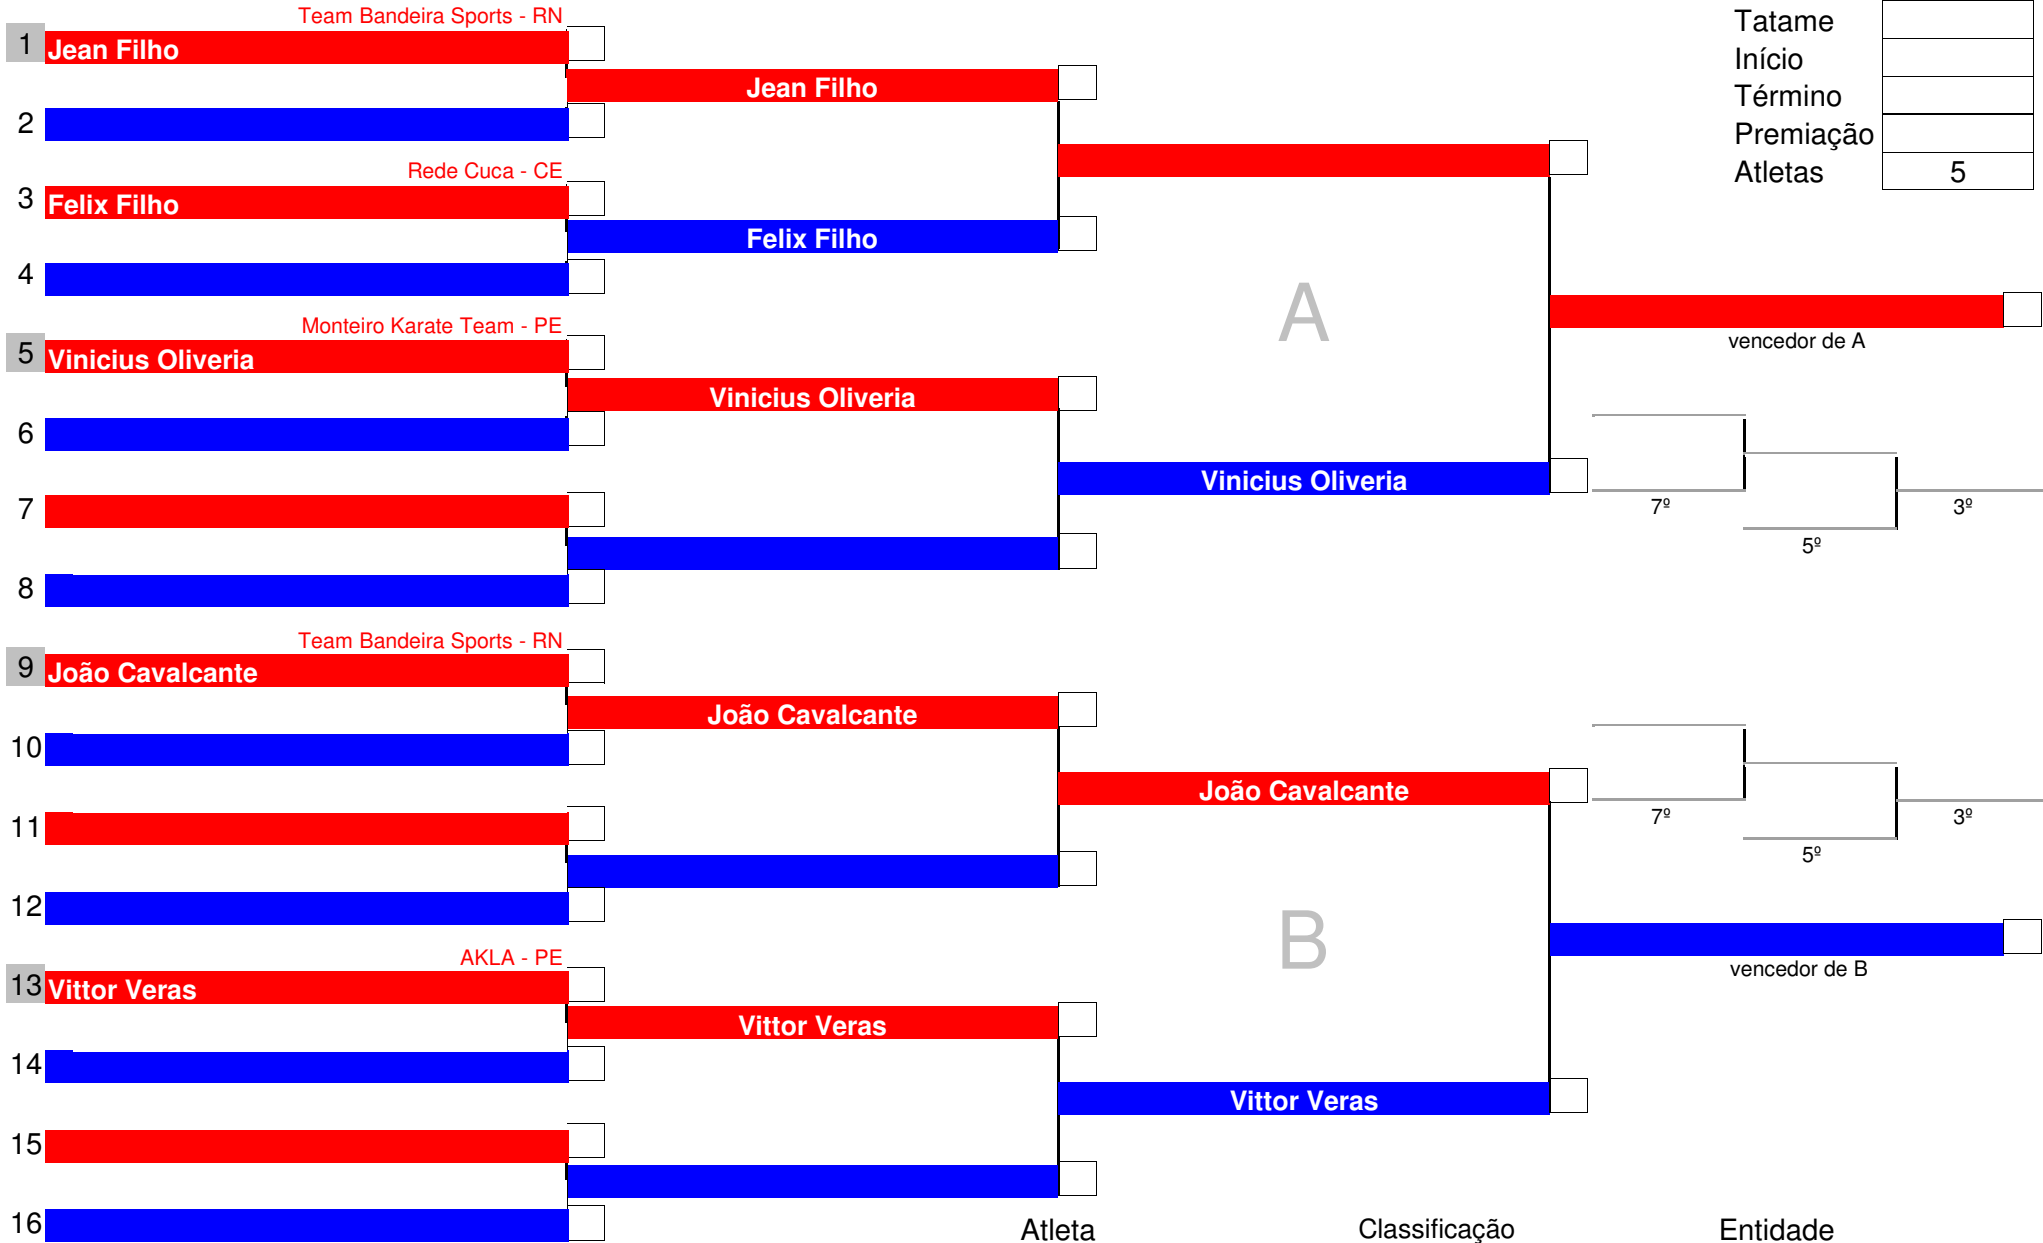 Team Bandeira Sports - RN
1 Jean Filho
Jean Filho
2
Rede Cuca - CE
3 Felix Filho
Felix Filho
4
Monteiro Karate Team - PE
5 Vinicius Oliveria
Vinicius Oliveria
6
Vinicius Oliveria
7
8
Team Bandeira Sports - RN
9 João Cavalcante
João Cavalcante
10
João Cavalcante
11
12
AKLA - PE
13 Vittor Veras
Vittor Veras
14
Vittor Veras
15
16
A
B
Tatame
Início
Término
Premiação
Atletas 5
vencedor de A
7º
3º
5º
7º
3º
5º
vencedor de B
Atleta Classificação Entidade